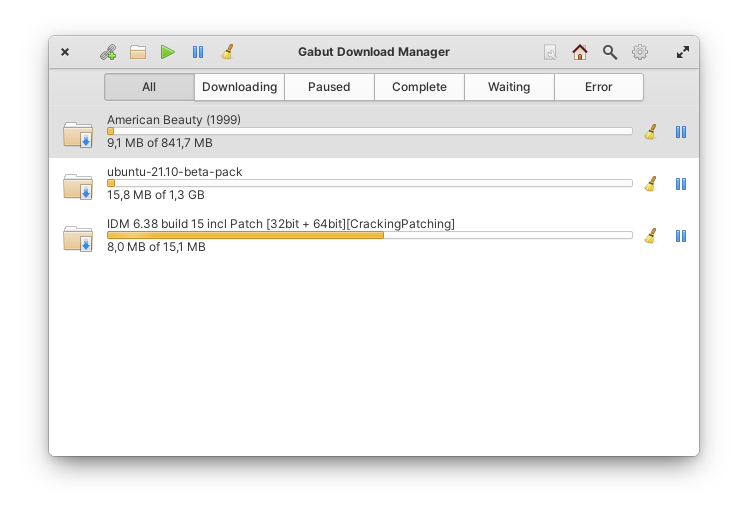 Gabut Download Manager
All Downloading Paused Complete Waiting Error
American Beauty (1999)
9,1 MB of 841,7 MB
ubuntu-21.10-beta-pack
15,8 MB of 1,3 GB
IDM 6.38 build 15 incl Patch [32bit + 64bit][CrackingPatching]
8,0 MB of 15,1 MB